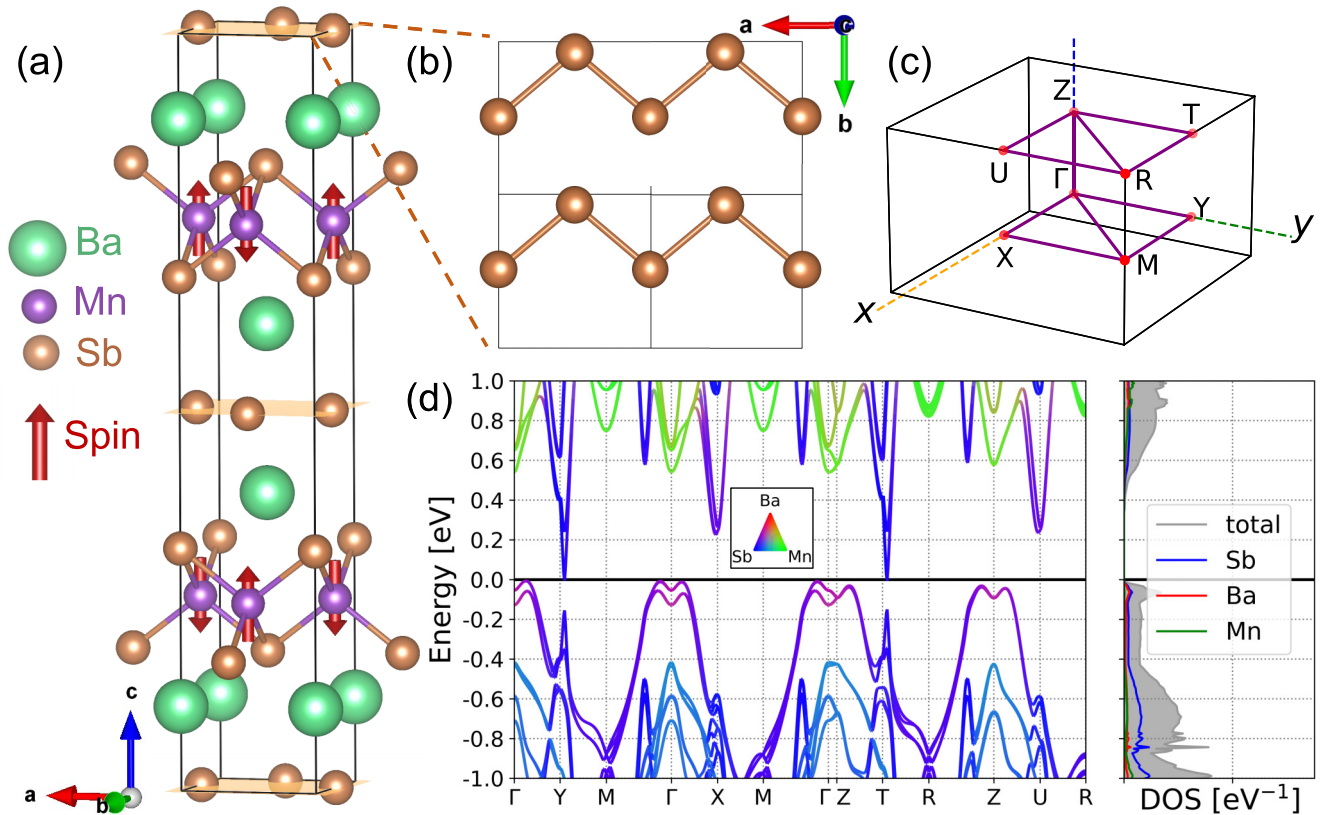 (a)
Ba
Mn
Sb
Spin
c
a
b
(b)
a
c
b
(c)
Z
T
U
R
Γ
Y
X
M
x
y
(d)
Energy [eV]
1.0
0.8
0.6
0.4
0.2
0.0
-0.2
-0.4
-0.6
-0.8
-1.0
Ba
Sb
Mn
Γ Y M Γ X M Γ Z T R Z U R
total
Sb
Ba
Mn
DOS [eV⁻¹]